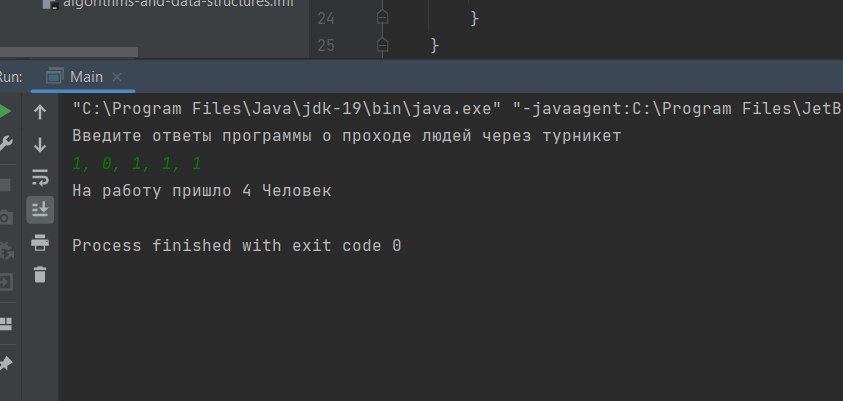 algorithms-and-data-structures.iml
24 }
25 }
Run: Main
"C:\Program Files\Java\jdk-19\bin\java.exe" "-javaagent:C:\Program Files\JetB
Введите ответы программы о проходе людей через турникет
1, 0, 1, 1, 1
На работу пришло 4 Человек
Process finished with exit code 0